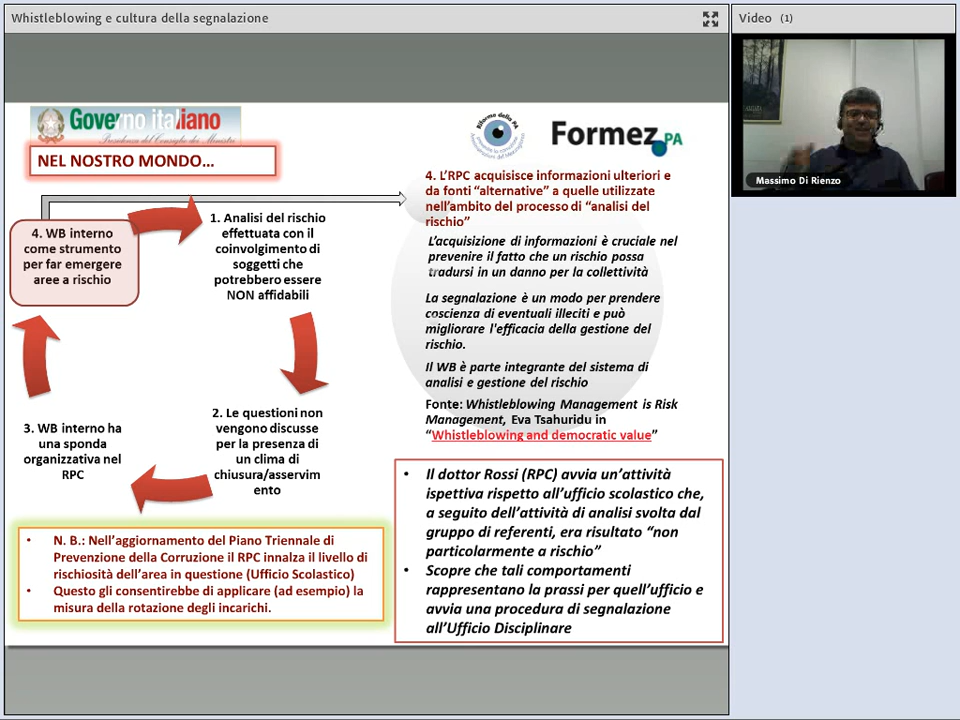 Whistleblowing e cultura della segnalazione
Video (1)
Governo italiano
Presidenza del Consiglio dei Ministri
Riforme della PA
Formez PA
NEL NOSTRO MONDO…
Massimo Di Rienzo
4. WB interno
come strumento
per far emergere
aree a rischio
1. Analisi del rischio
effettuata con il
coinvolgimento di
soggetti che
potrebbero essere
NON affidabili
2. Le questioni non
vengono discusse
per la presenza di
un clima di
chiusura/asservim
ento
3. WB interno ha
una sponda
organizzativa nel
RPC
4. L’RPC acquisisce informazioni ulteriori e
da fonti “alternative” a quelle utilizzate
nell’ambito del processo di “analisi del
rischio”
L’acquisizione di informazioni è cruciale nel
prevenire il fatto che un rischio possa
tradursi in un danno per la collettività
La segnalazione è un modo per prendere
coscienza di eventuali illeciti e può
migliorare l'efficacia della gestione del
rischio.
Il WB è parte integrante del sistema di
analisi e gestione del rischio
Fonte: Whistleblowing Management is Risk
Management, Eva Tsahuridu in
“Whistleblowing and democratic value”
• N. B.: Nell’aggiornamento del Piano Triennale di
Prevenzione della Corruzione il RPC innalza il livello di
rischiosità dell’area in questione (Ufficio Scolastico)
• Questo gli consentirebbe di applicare (ad esempio) la
misura della rotazione degli incarichi.
• Il dottor Rossi (RPC) avvia un’attività
ispettiva rispetto all’ufficio scolastico che,
a seguito dell’attività di analisi svolta dal
gruppo di referenti, era risultato “non
particolarmente a rischio”
• Scopre che tali comportamenti
rappresentano la prassi per quell’ufficio e
avvia una procedura di segnalazione
all’Ufficio Disciplinare